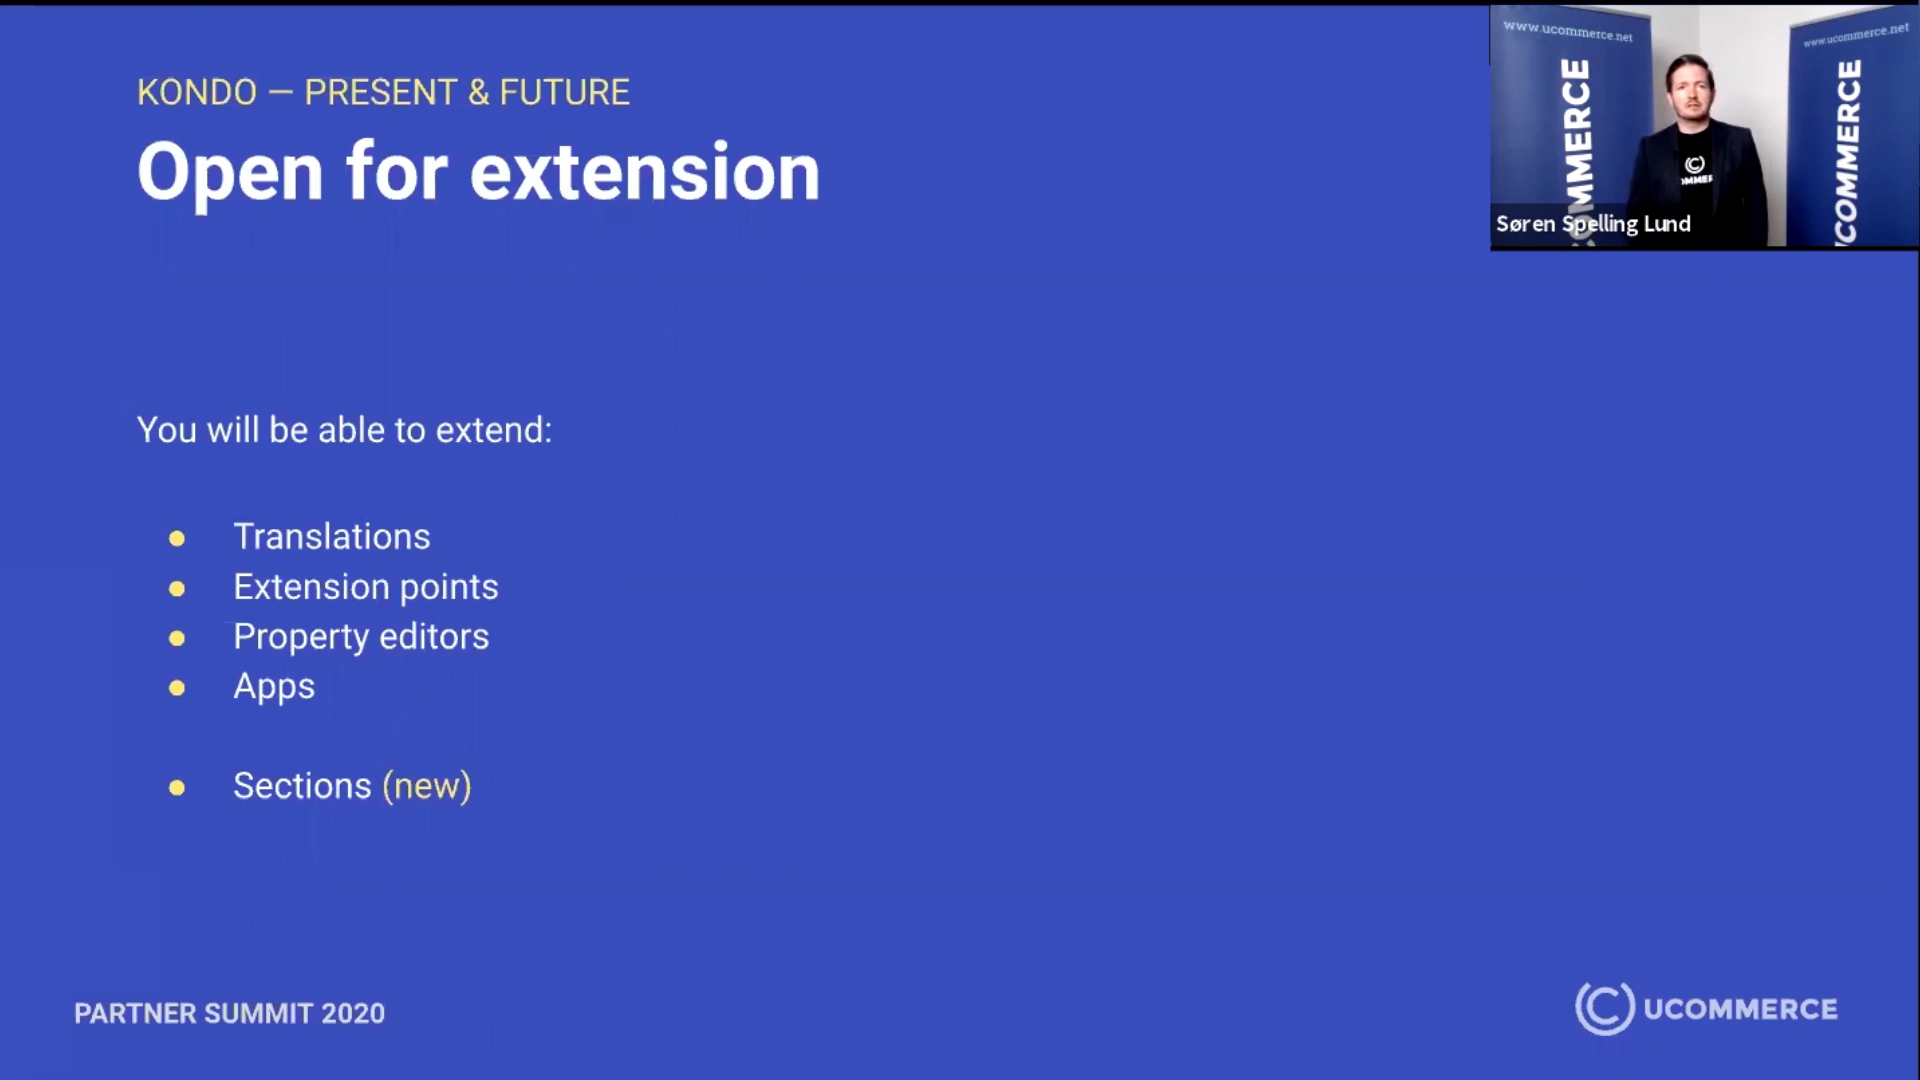 KONDO — PRESENT & FUTURE
Open for extension
You will be able to extend:
● Translations
● Extension points
● Property editors
● Apps
● Sections (new)
PARTNER SUMMIT 2020
UCOMMERCE
www.ucommerce.net
COMMERCE
www.ucommerce.net
UCOMMERCE
Søren Spelling Lund